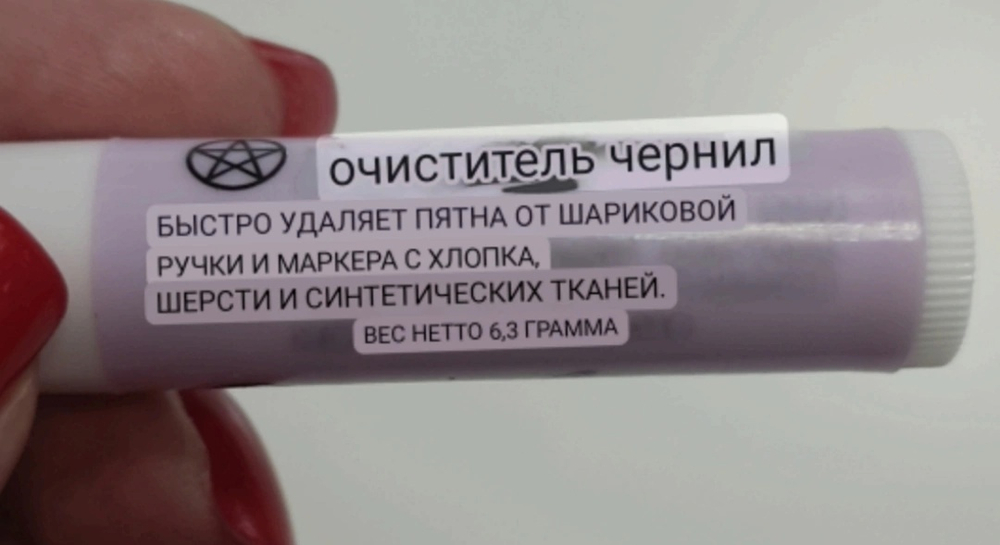 очиститель чернил
БЫСТРО УДАЛЯЕТ ПЯТНА ОТ ШАРИКОВОЙ
РУЧКИ И МАРКЕРА С ХЛОПКА,
ШЕРСТИ И СИНТЕТИЧЕСКИХ ТКАНЕЙ.
ВЕС НЕТТО 6,3 ГРАММА